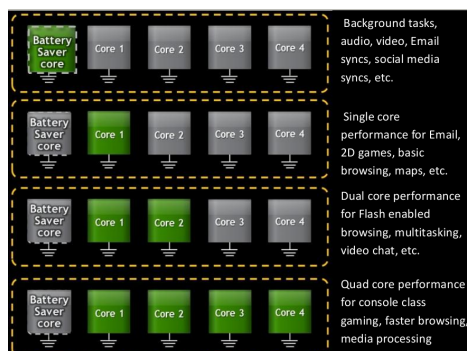 Battery
Saver
core
Core 1
Core 2
Core 3
Core 4
Background tasks,
audio, video, Email
syncs, social media
syncs, etc.
Battery
Saver
core
Core 1
Core 2
Core 3
Core 4
Single core
performance for Email,
2D games, basic
browsing, maps, etc.
Battery
Saver
core
Core 1
Core 2
Core 3
Core 4
Dual core performance
for Flash enabled
browsing, multitasking,
video chat, etc.
Battery
Saver
core
Core 1
Core 2
Core 3
Core 4
Quad core performance
for console class
gaming, faster browsing,
media processing